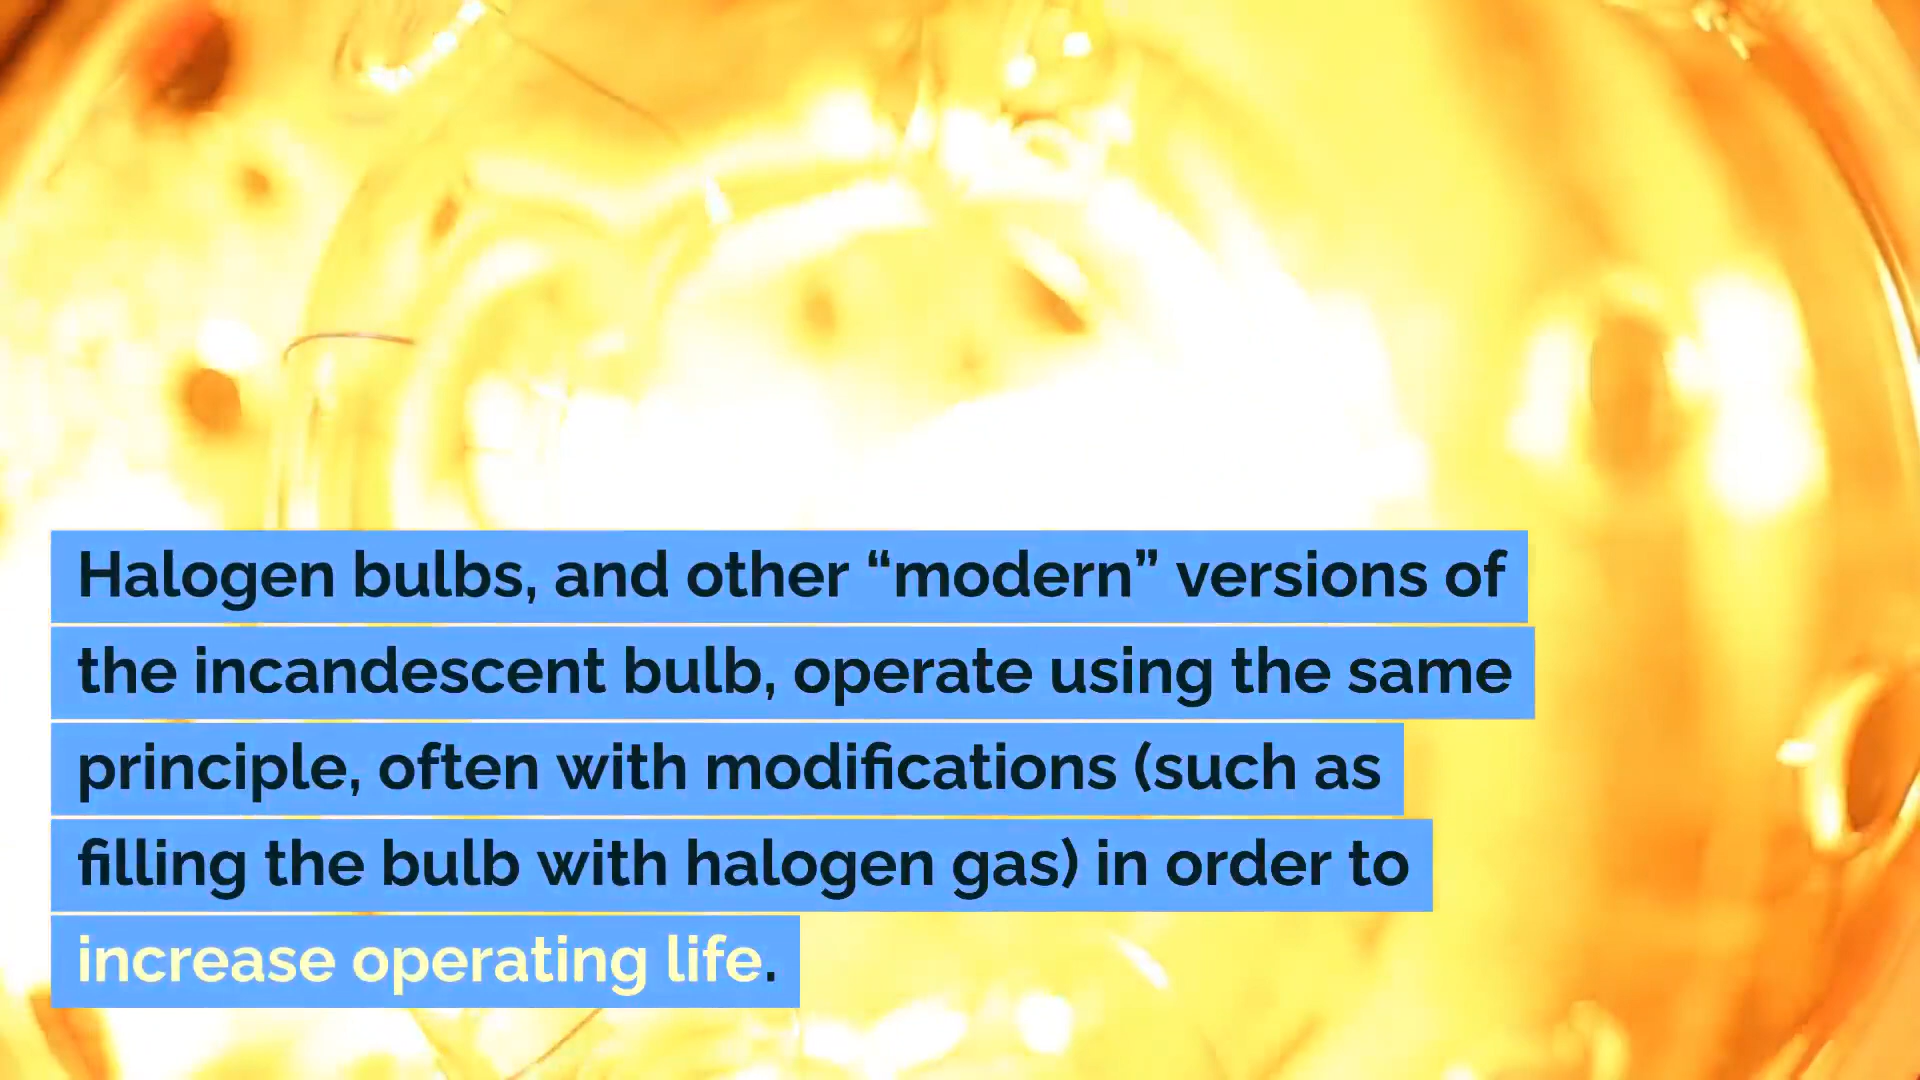 Halogen bulbs, and other “modern” versions of
the incandescent bulb, operate using the same
principle, often with modifications (such as
filling the bulb with halogen gas) in order to
increase operating life.